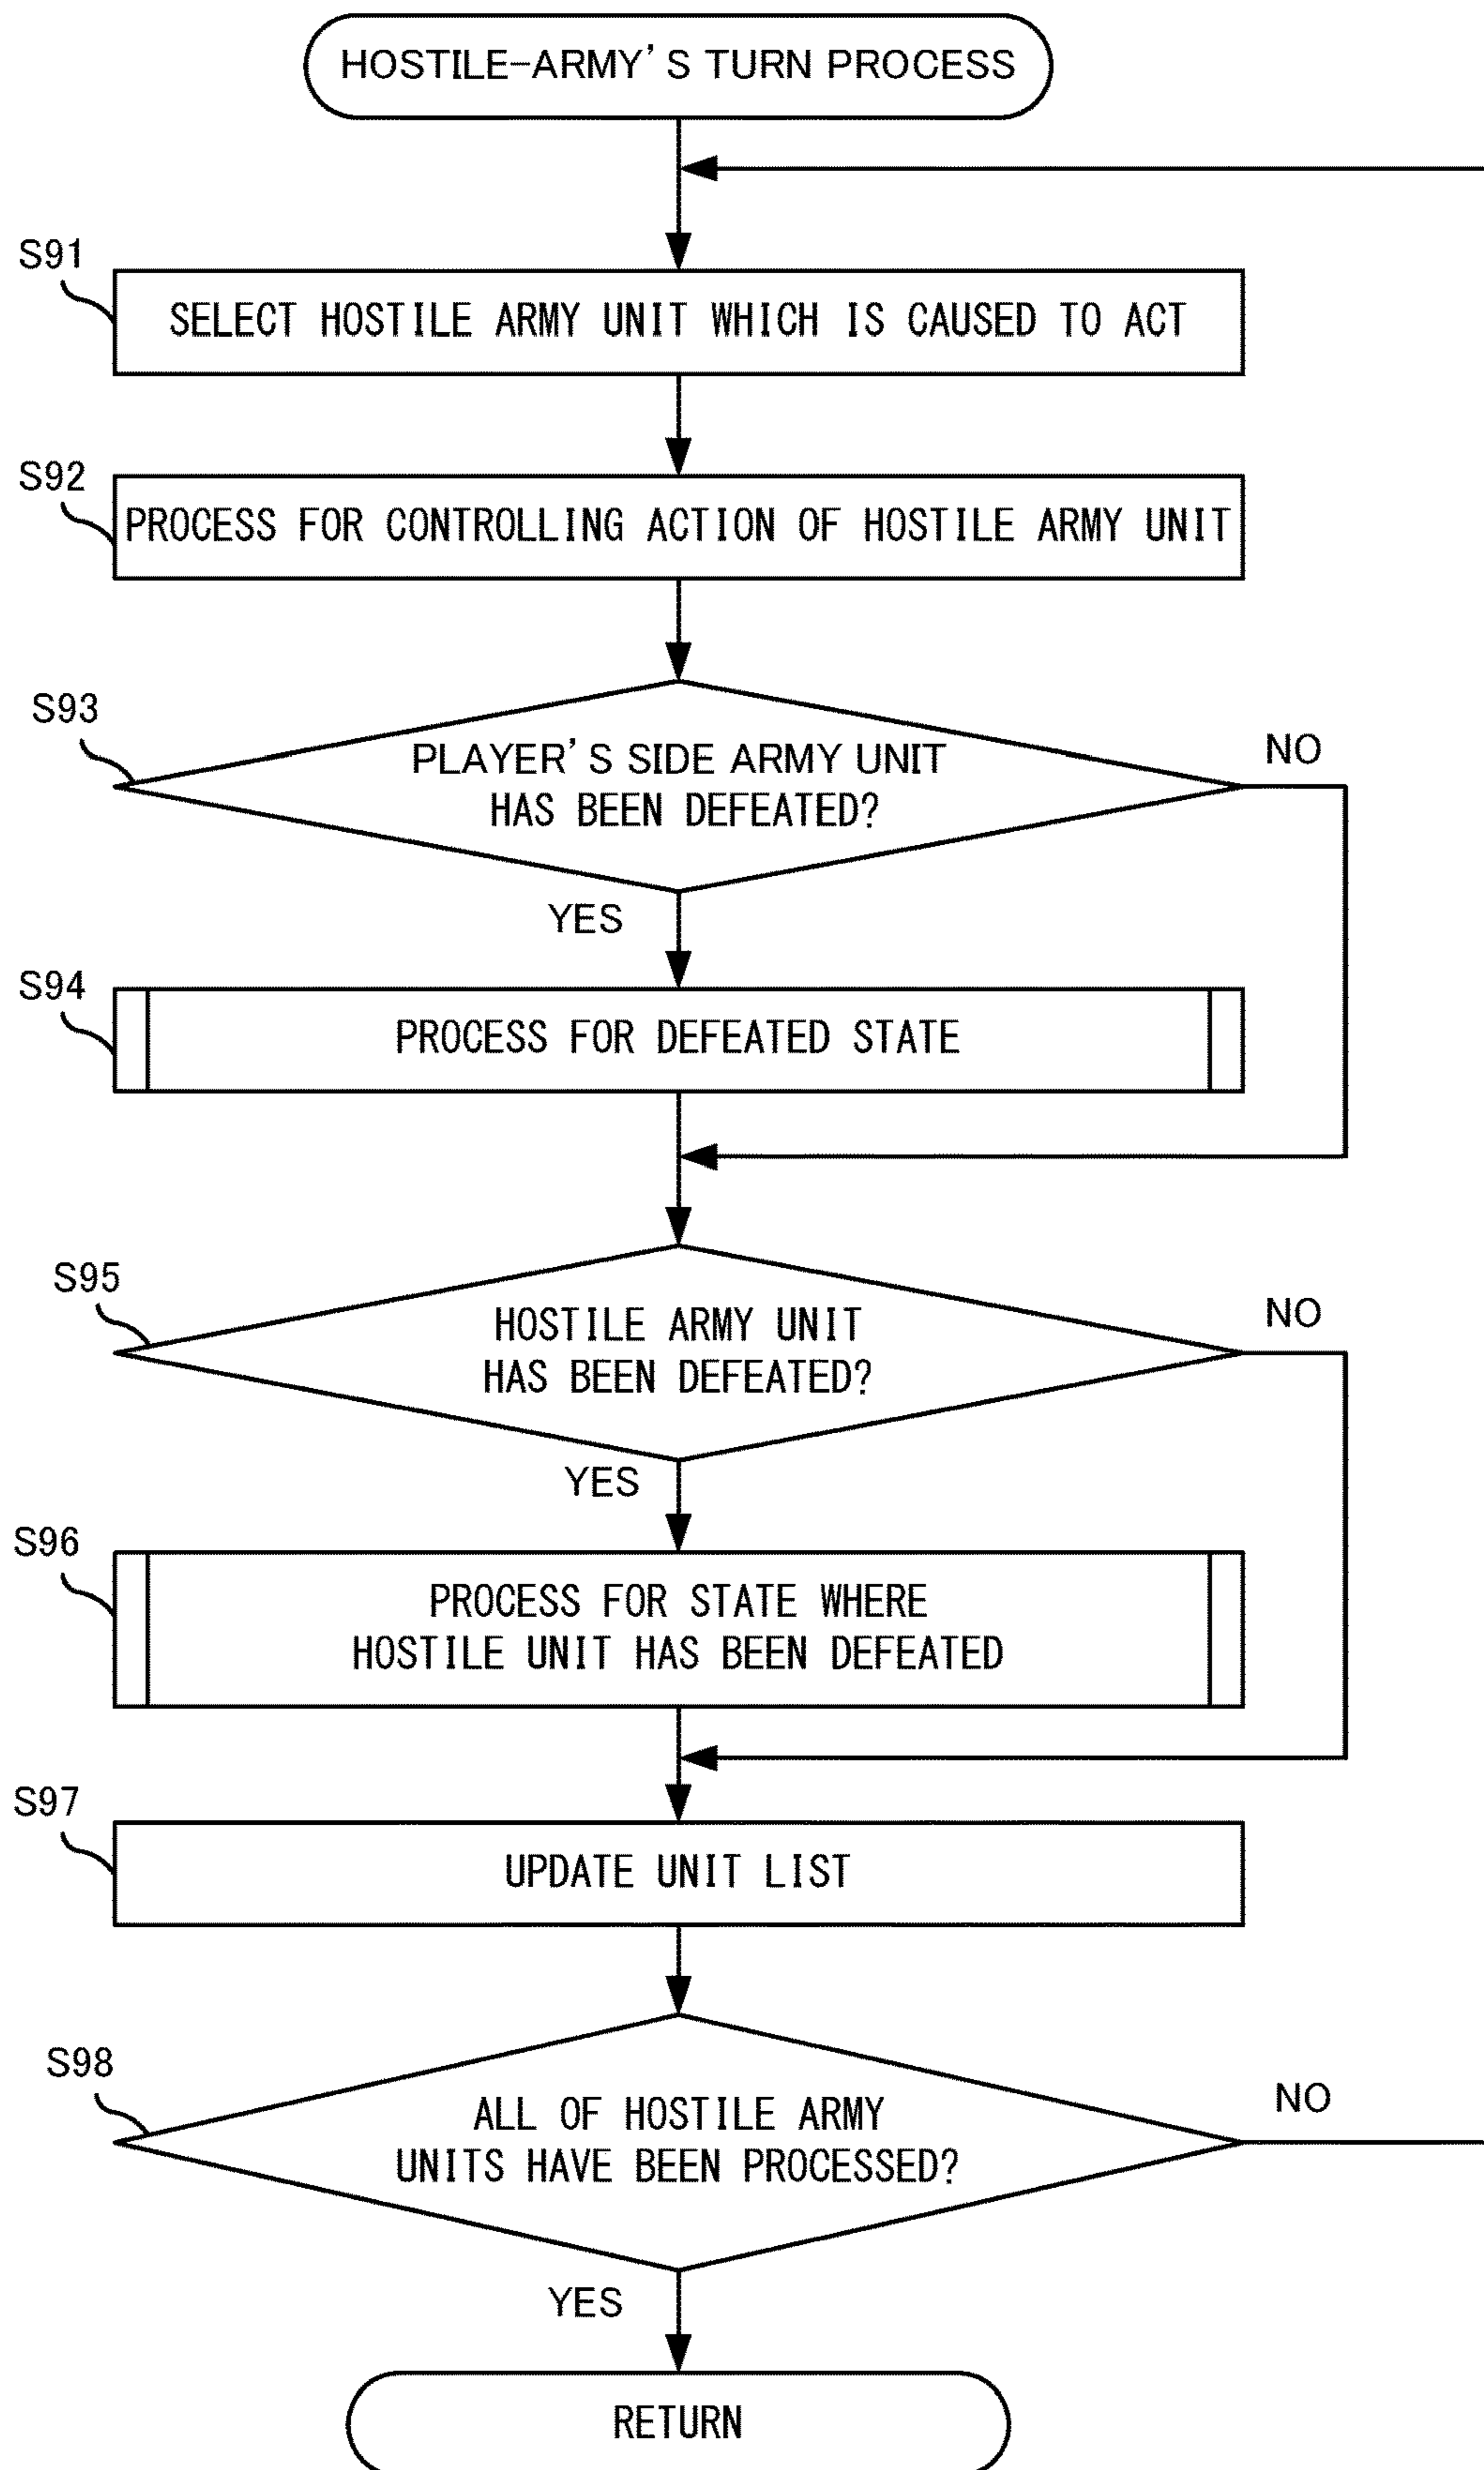 HOSTILE-ARMY'S TURN PROCESS
S91
SELECT HOSTILE ARMY UNIT WHICH IS CAUSED TO ACT
S92
PROCESS FOR CONTROLLING ACTION OF HOSTILE ARMY UNIT
S93
PLAYER'S SIDE ARMY UNIT
HAS BEEN DEFEATED?
NO
YES
S94
PROCESS FOR DEFEATED STATE
S95
HOSTILE ARMY UNIT
HAS BEEN DEFEATED?
NO
YES
S96
PROCESS FOR STATE WHERE
HOSTILE UNIT HAS BEEN DEFEATED
S97
UPDATE UNIT LIST
S98
ALL OF HOSTILE ARMY
UNITS HAVE BEEN PROCESSED?
NO
YES
RETURN